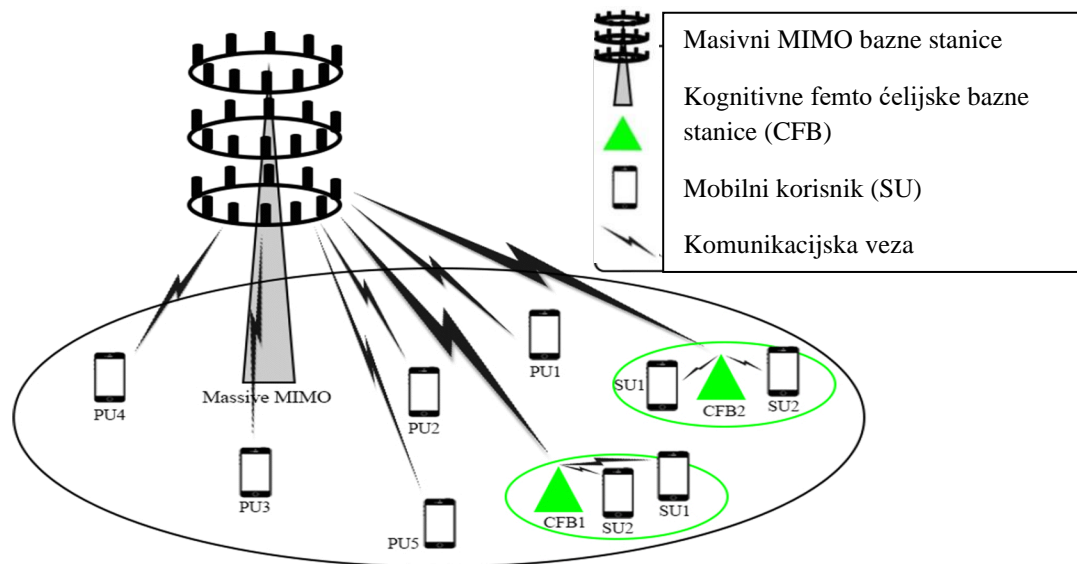 Masivni MIMO bazne stanice
Kognitivne femto ćelijske bazne
stanice (CFB)
Mobilni korisnik (SU)
Komunikacijska veza
PU1
SU1
CFB2
SU2
PU4
Massive MIMO
PU2
PU3
PU5
CFB1
SU2
SU1